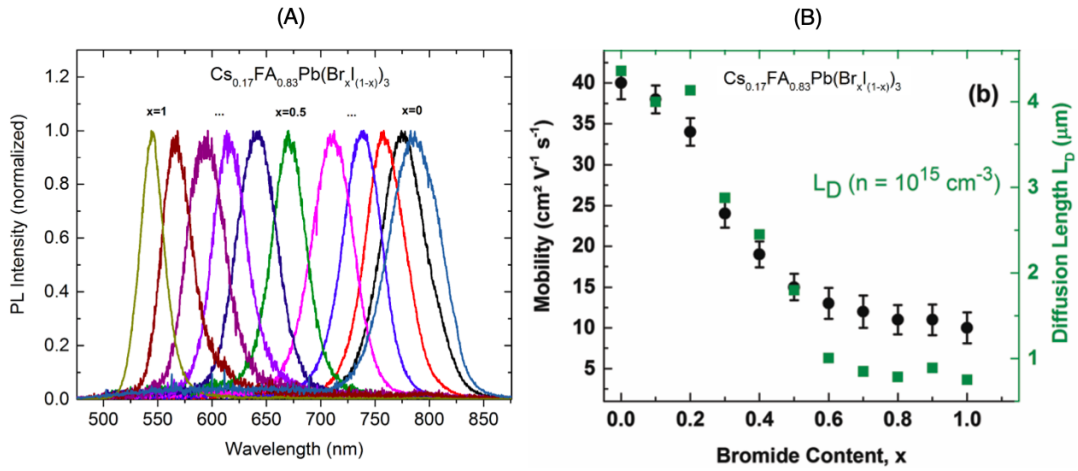 (A)
1.2
1.0
0.8
0.6
0.4
0.2
0.0
PL Intensity (normalized)
Cs0.17FA0.83Pb(BrxI(1-x))3
x=1 ... x=0.5 ... x=0
500 550 600 650 700 750 800 850
Wavelength (nm)
(B)
40
35
30
25
20
15
10
5
Mobility (cm² V⁻¹ s⁻¹)
Cs0.17FA0.83Pb(BrxI(1-x))3
(b)
LD (n = 10¹⁵ cm⁻³)
0.0 0.2 0.4 0.6 0.8 1.0
Bromide Content, x
4
3
2
1
Diffusion Length LD (µm)